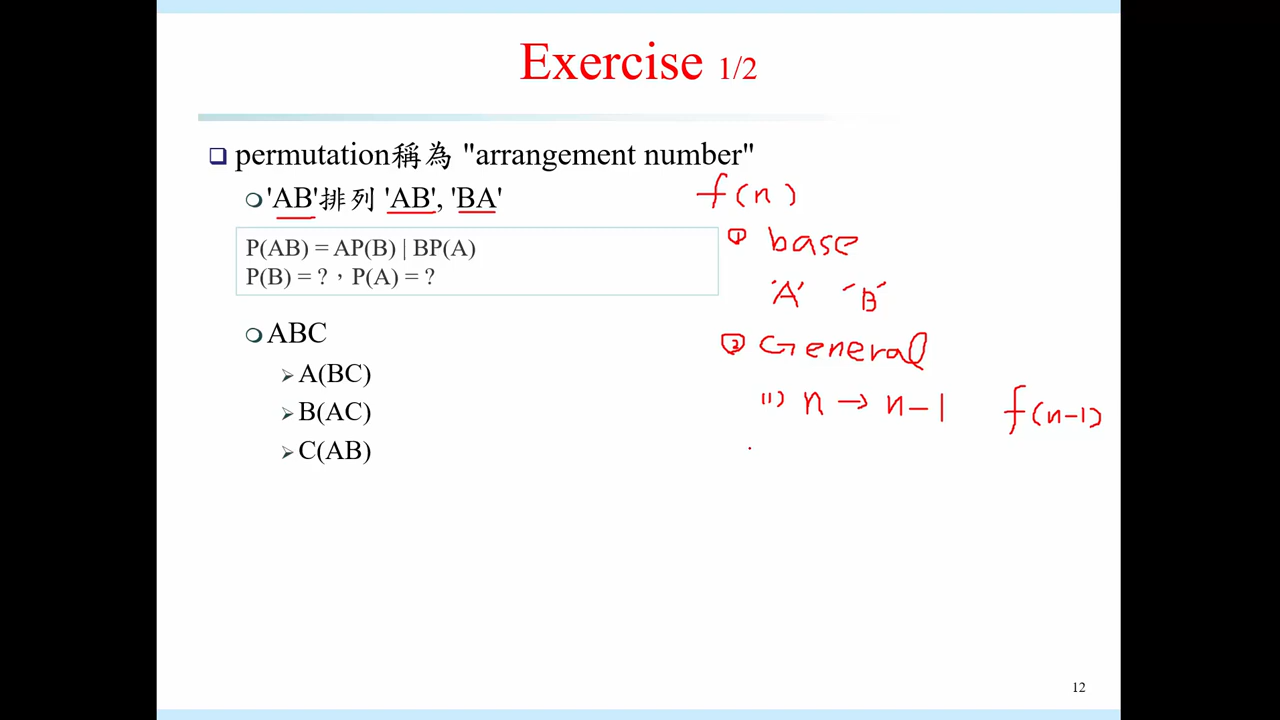 Exercise 1/2
permutation稱為 "arrangement number"
'AB'排列 'AB', 'BA'
P(AB) = AP(B) | BP(A)
P(B) = ?，P(A) = ?
ABC
A(BC)
B(AC)
C(AB)
f(n)
① base
'A' 'B'
② General
(1) n → n-1 f(n-1)
12